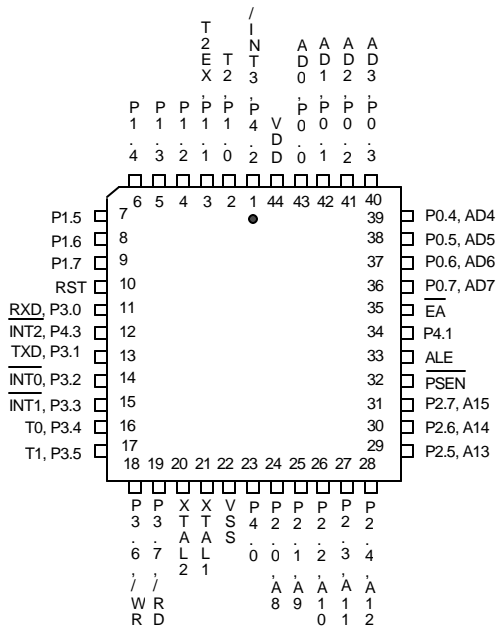 P1.4
P1.3
P1.2
T2EX,P1.1
T2,P1.0
/INT3,P4.2
VDD
AD0,P0.0
AD1,P0.1
AD2,P0.2
AD3,P0.3
6 5 4 3 2 1 44 43 42 41 40
P1.5 7
P1.6 8
P1.7 9
RST 10
RXD, P3.0 11
INT2, P4.3 12
TXD, P3.1 13
INT0, P3.2 14
INT1, P3.3 15
T0, P3.4 16
T1, P3.5 17
39 P0.4, AD4
38 P0.5, AD5
37 P0.6, AD6
36 P0.7, AD7
35 EA
34 P4.1
33 ALE
32 PSEN
31 P2.7, A15
30 P2.6, A14
29 P2.5, A13
18 19 20 21 22 23 24 25 26 27 28
P3.6,/WR
P3.7,/RD
XTAL2
XTAL1
VSS
P4.0
P2.0,A8
P2.1,A9
P2.2,A10
P2.3,A11
P2.4,A12